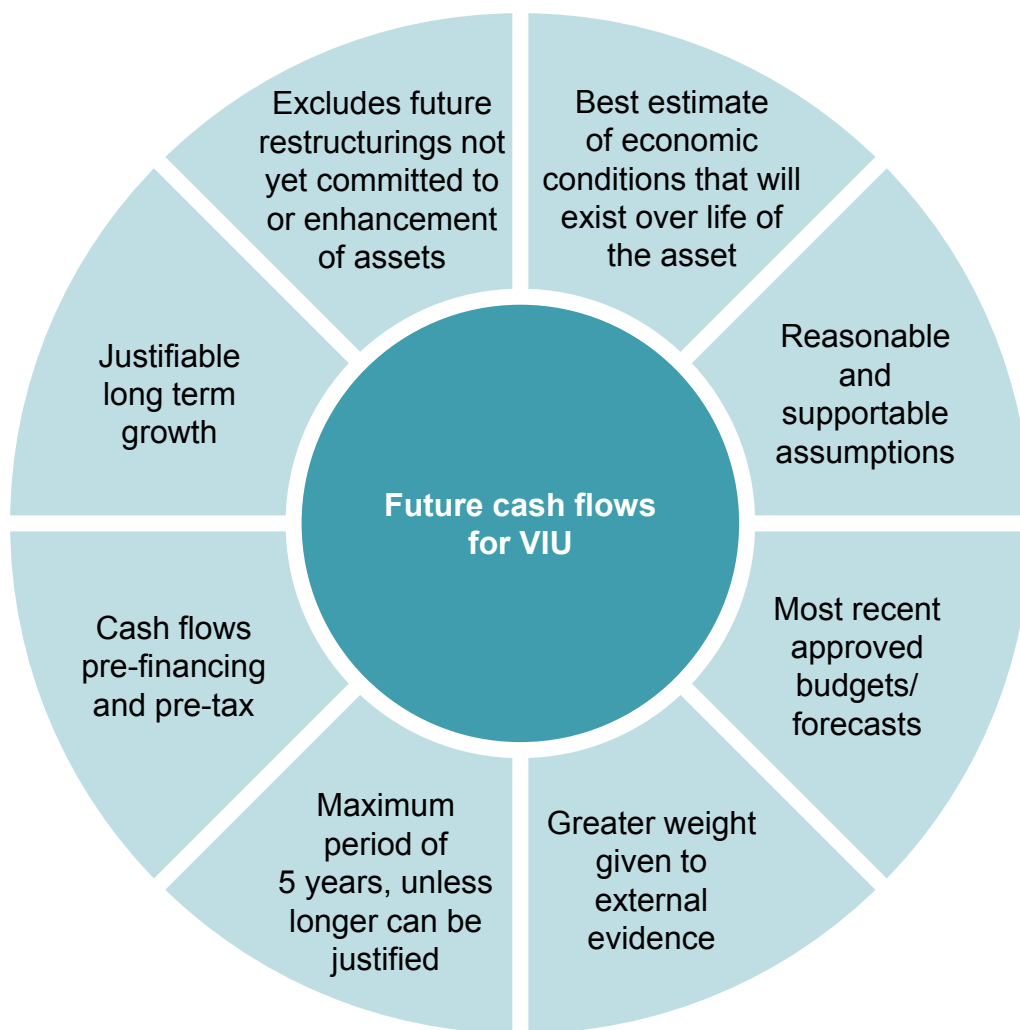 Excludes future
restructurings not
yet committed to
or enhancement
of assets
Best estimate
of economic
conditions that will
exist over life of
the asset
Reasonable
and
supportable
assumptions
Most recent
approved
budgets/
forecasts
Greater weight
given to
external
evidence
Maximum
period of
5 years, unless
longer can be
justified
Cash flows
pre-financing
and pre-tax
Justifiable
long term
growth
Future cash flows
for VIU